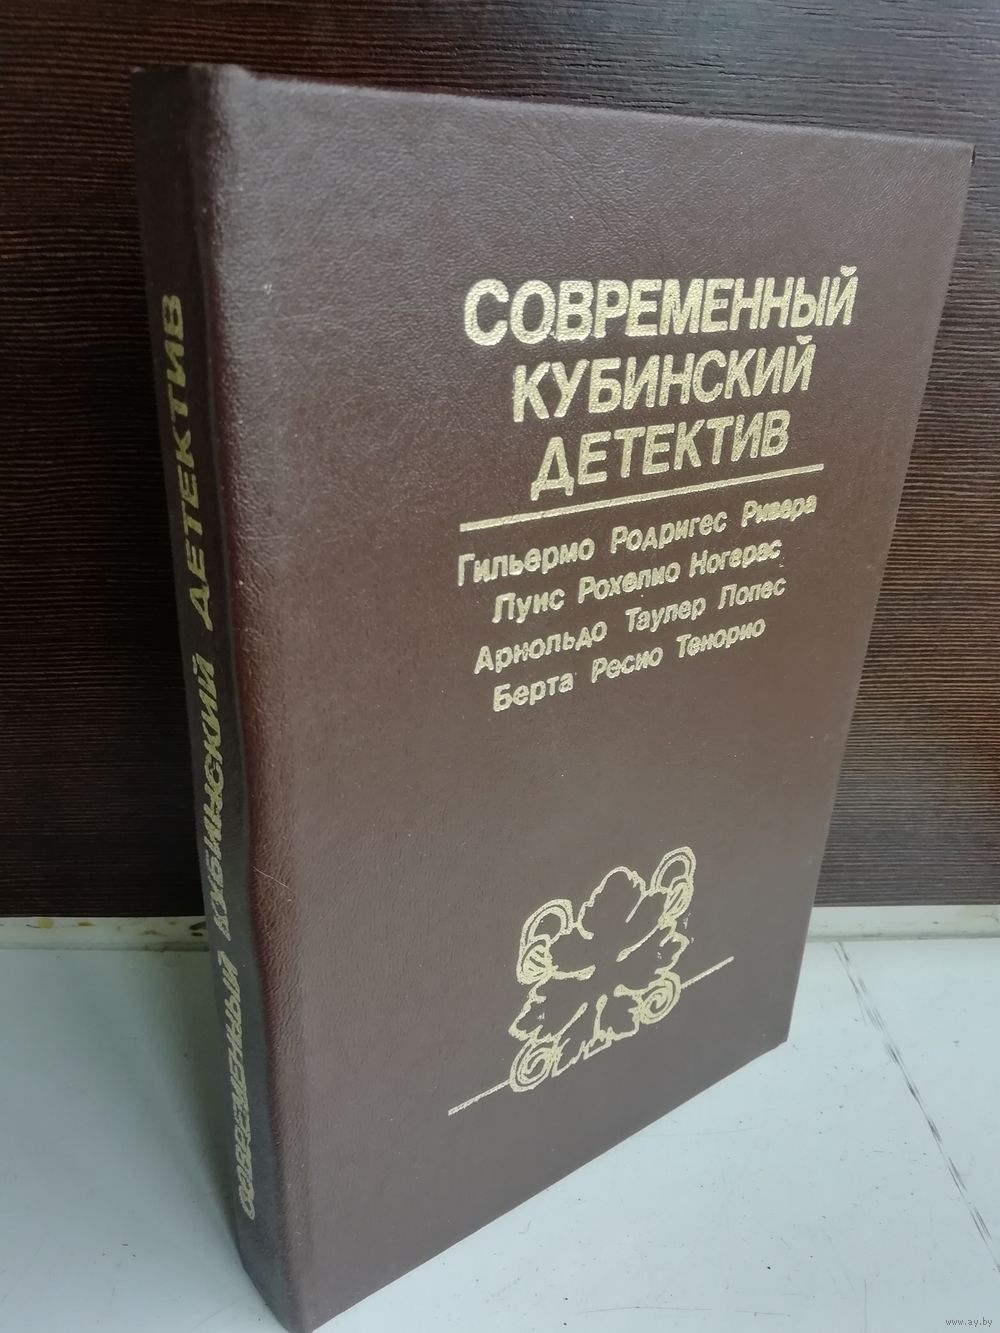 СОВРЕМЕННЫЙ
КУБИНСКИЙ
ДЕТЕКТИВ
Гильермо Родригес Ривера
Луис Рохелио Ногерас
Арнольдо Таулер Лопес
Берта Ресио Тенорио
СОВРЕМЕННЫЙ КУБИНСКИЙ ДЕТЕКТИВ
www.ay.by